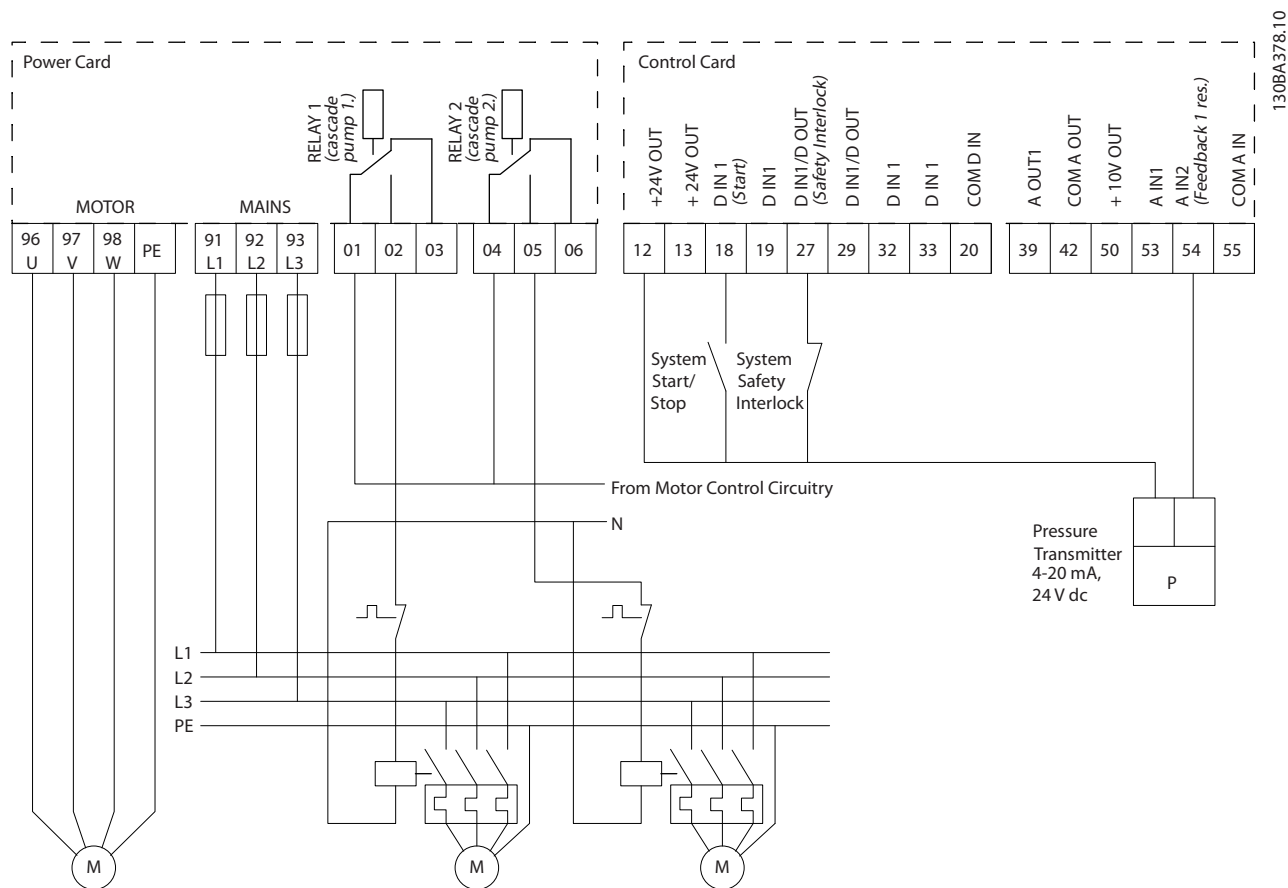 130BA378.10
Power Card
Control Card
RELAY 1
(cascade
pump 1.)
RELAY 2
(cascade
pump 2.)
+24V OUT
+ 24V OUT
D IN 1
(Start)
D IN1
D IN1/D OUT
(Safety Interlock)
D IN1/D OUT
D IN 1
D IN 1
COM D IN
A OUT1
COM A OUT
+ 10V OUT
A IN1
A IN2
(Feedback 1 res.)
COM A IN
MOTOR
MAINS
96 97 98 PE
U V W
91 92 93
L1 L2 L3
01 02 03
04 05 06
12 13 18 19 27 29 32 33 20
39 42 50 53 54 55
System
Start/
Stop
System
Safety
Interlock
From Motor Control Circuitry
N
Pressure
Transmitter
4-20 mA,
24 V dc
P
L1
L2
L3
PE
M
M
M